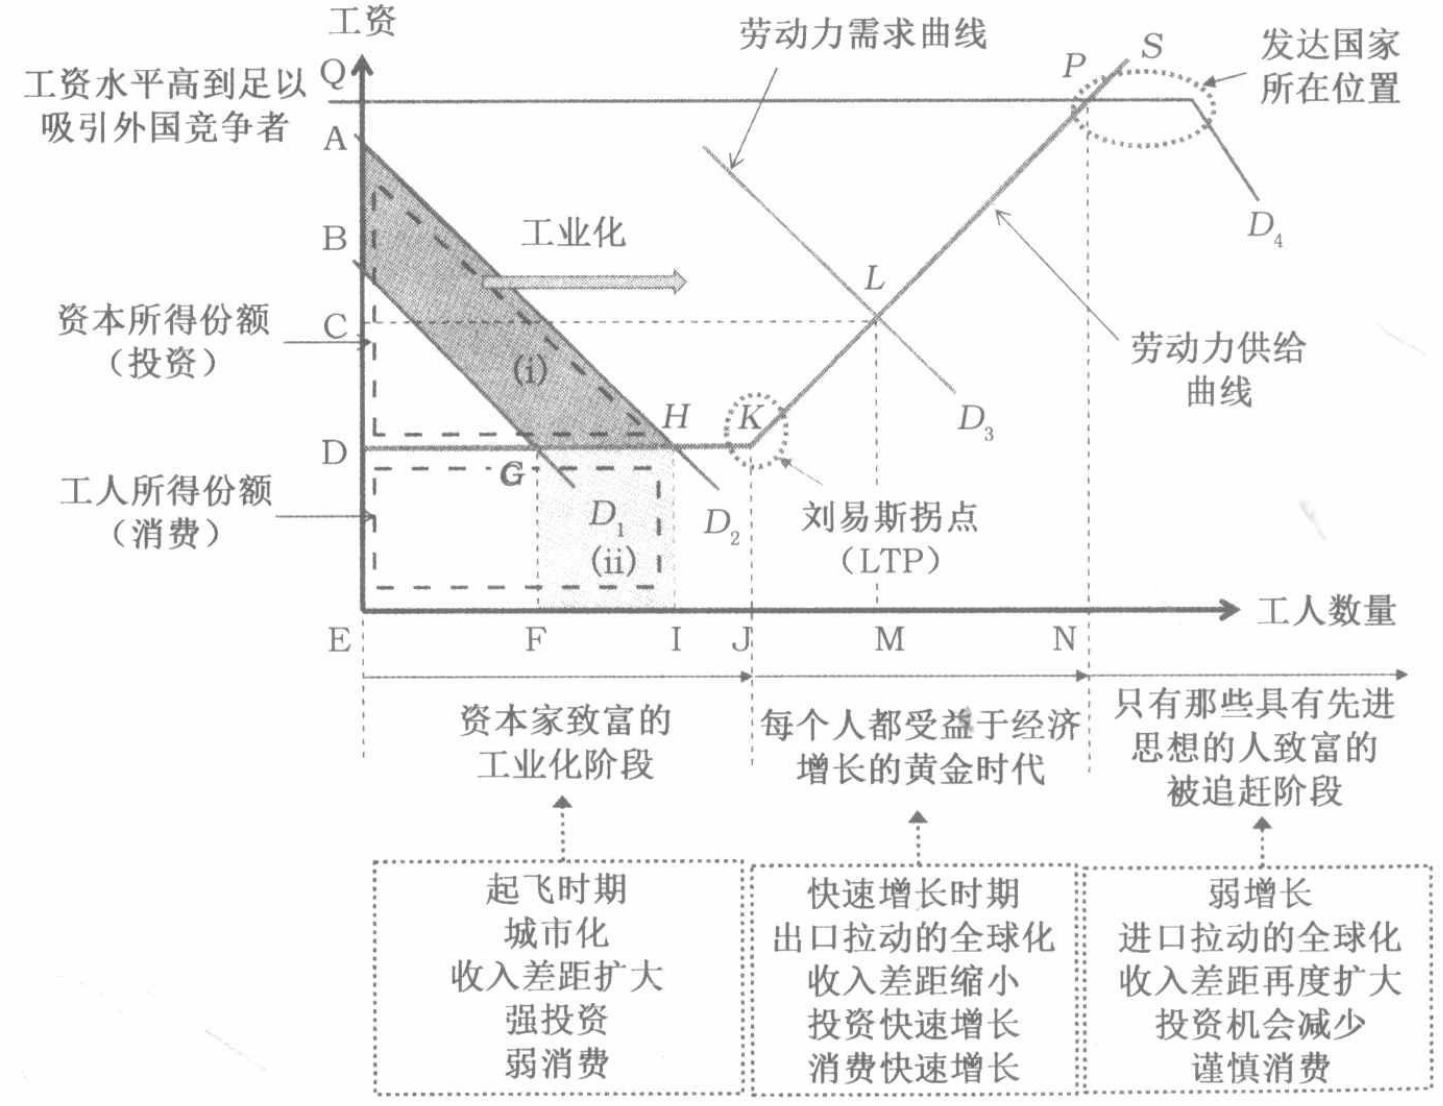 工资
劳动力需求曲线
P
S
发达国家
所在位置
工资水平高到足以
吸引外国竞争者
Q
A
B
工业化
D4
L
资本所得份额
（投资）
C
(i)
劳动力供给
曲线
H
K
D3
D
G
工人所得份额
（消费）
D1
(ii)
D2
刘易斯拐点
（LTP）
工人数量
E
F
I
J
M
N
资本家致富的
工业化阶段
每个人都受益于经济
增长的黄金时代
只有那些具有先进
思想的人致富的
被追赶阶段
起飞时期
城市化
收入差距扩大
强投资
弱消费
快速增长时期
出口拉动的全球化
收入差距缩小
投资快速增长
消费快速增长
弱增长
进口拉动的全球化
收入差距再度扩大
投资机会减少
谨慎消费